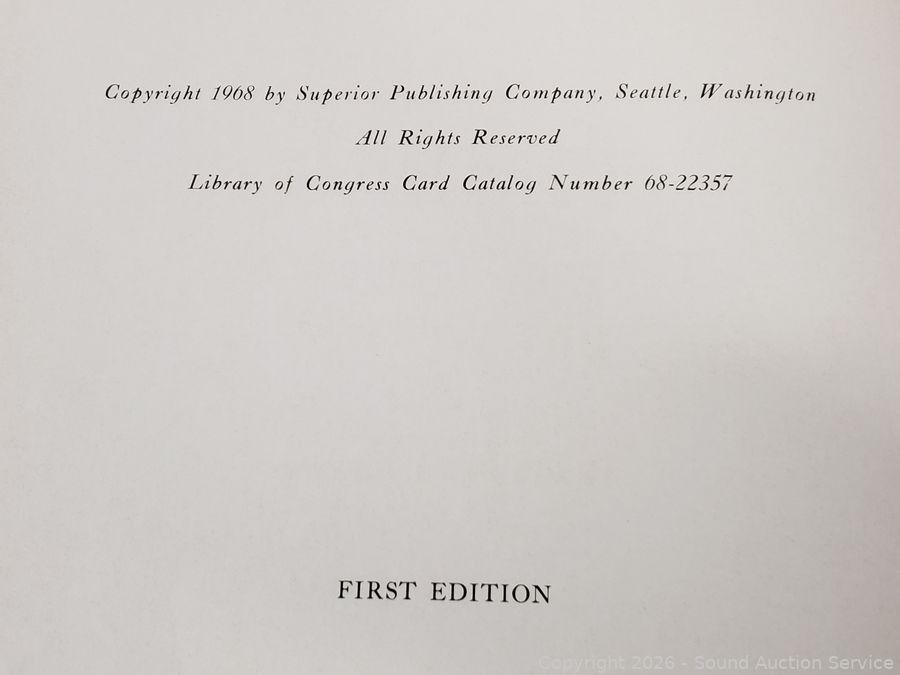 Copyright 1968 by Superior Publishing Company, Seattle, Washington
All Rights Reserved
Library of Congress Card Catalog Number 68-22357
FIRST EDITION
Copyright 2026 - Sound Auction Service